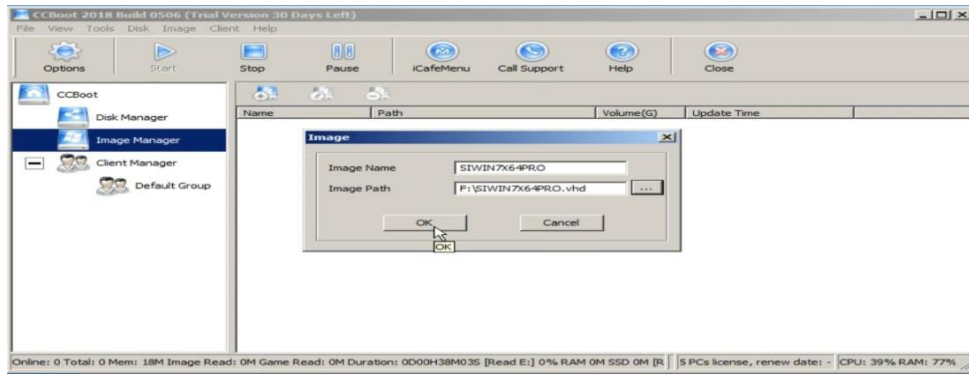 CCBoot 2018 Build 0506 (Trial Version 30 Days Left)
File View Tools Disk Image Client Help
Options Start Stop Pause iCafeMenu Call Support Help Close
CCBoot
Disk Manager
Image Manager
Client Manager
Default Group
Name Path Volume(G) Update Time
Image
Image Name SIWIN7X64PRO
Image Path F:\SIWIN7X64PRO.vhd ...
OK Cancel
OK
Online: 0 Total: 0 Mem: 18M Image Read: 0M Game Read: 0M Duration: 0D00H38M03S [Read E:] 0% RAM 0M SSD 0M [R 5 PCs license, renew date: - CPU: 39% RAM: 77%